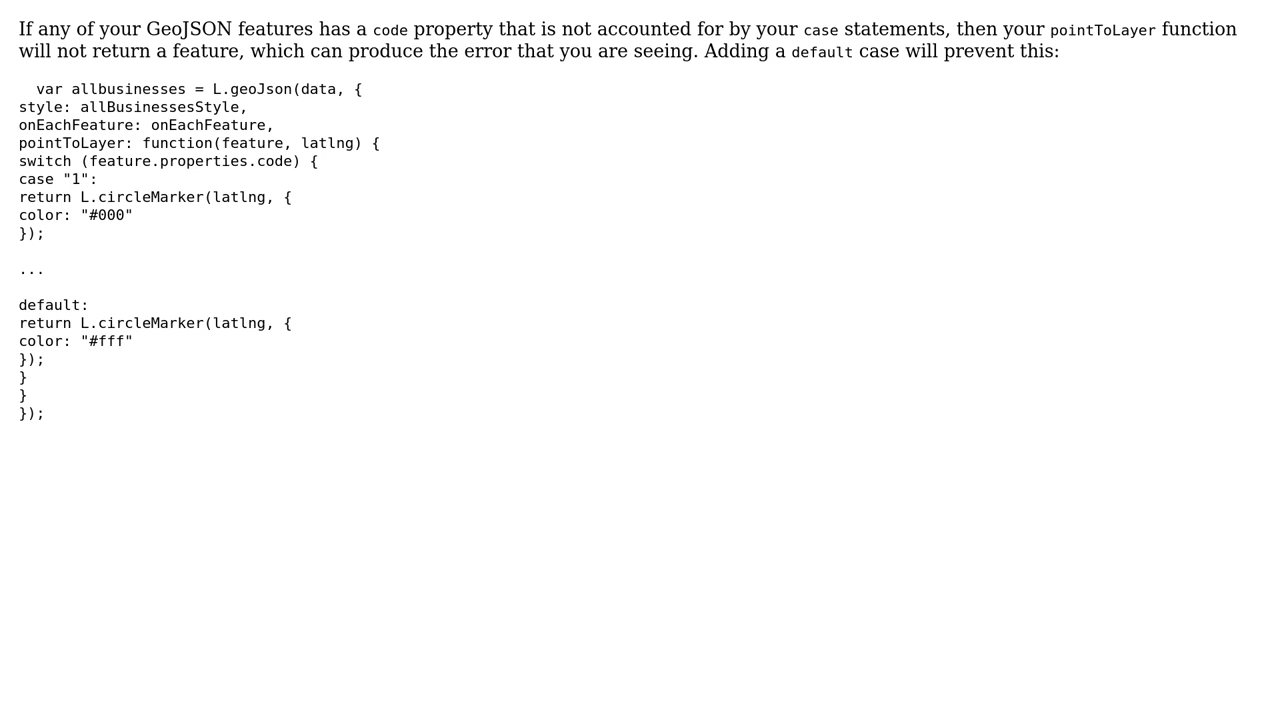 If any of your GeoJSON features has a code property that is not accounted for by your case statements, then your pointToLayer function
will not return a feature, which can produce the error that you are seeing. Adding a default case will prevent this:
  var allbusinesses = L.geoJson(data, {
style: allBusinessesStyle,
onEachFeature: onEachFeature,
pointToLayer: function(feature, latlng) {
switch (feature.properties.code) {
case "1":
return L.circleMarker(latlng, {
color: "#000"
});

...

default:
return L.circleMarker(latlng, {
color: "#fff"
});
}
}
});